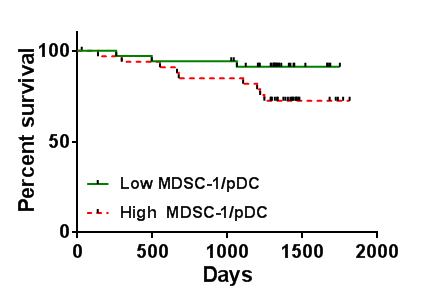 Percent survival
100
50
0
Low MDSC-1/pDC
High MDSC-1/pDC
0 500 1000 1500 2000
Days